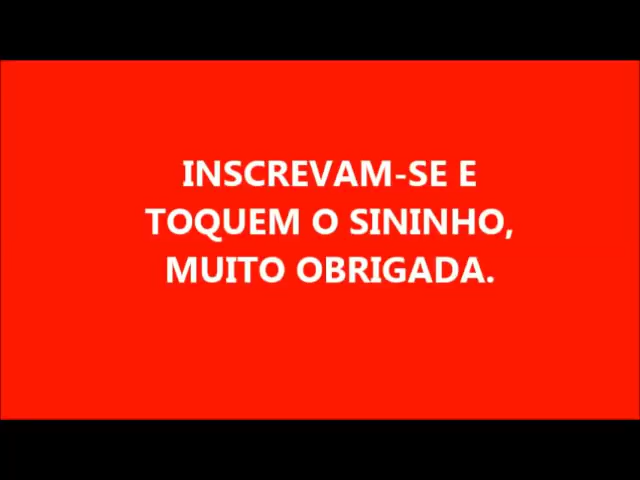 INSCREVAM-SE E
TOQUEM O SININHO,
MUITO OBRIGADA.